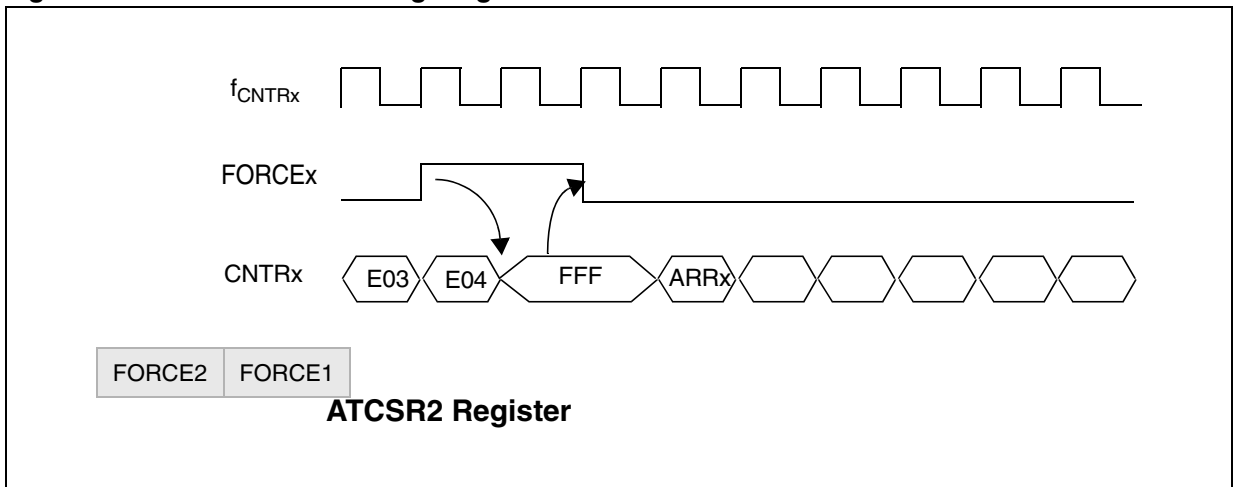 fCNTRx
FORCEx
CNTRx E03 E04 FFF ARRx
FORCE2 FORCE1
ATCSR2 Register